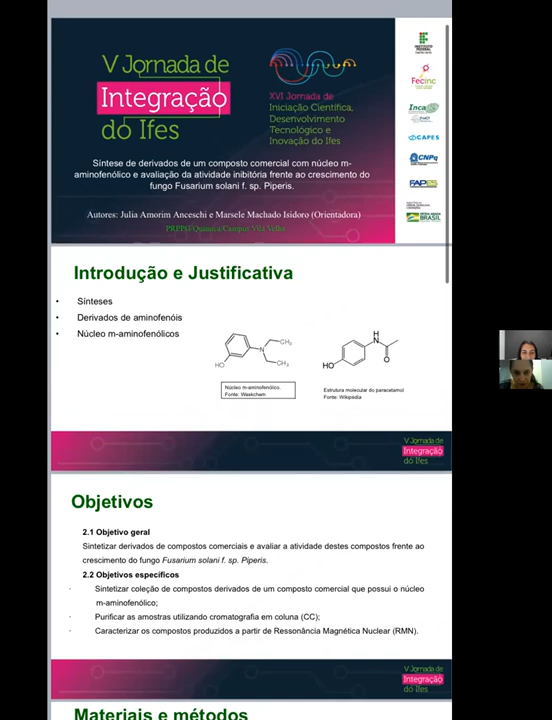 V Jornada de
Integração
do Ifes
XVI Jornada de
Iniciação Científica,
Desenvolvimento
Tecnológico e
Inovação do Ifes
Síntese de derivados de um composto comercial com núcleo m-
aminofenólico e avaliação da atividade inibitória frente ao crescimento do
fungo Fusarium solani f. sp. Piperis.
Autores: Julia Amorim Anceschi e Marsele Machado Isidoro (Orientadora)
PRPPG/Química/Campus Vila Velha
INSTITUTO
FEDERAL
Fecinc
Inca
CAPES
CNPq
FAPES
BRASIL
Introdução e Justificativa
• Sínteses
• Derivados de aminofenóis
• Núcleo m-aminofenólicos
HO
N
CH3
CH3
HO
H
N
O
Núcleo m-aminofenólico.
Fonte: Waskcham
Estrutura molecular do paracetamol
Fonte: Wikipédia
V Jornada de
Integração
do Ifes
Objetivos
2.1 Objetivo geral
Sintetizar derivados de compostos comerciais e avaliar a atividade destes compostos frente ao
crescimento do fungo Fusarium solani f. sp. Piperis.
2.2 Objetivos específicos
· Sintetizar coleção de compostos derivados de um composto comercial que possui o núcleo
m-aminofenólico;
· Purificar as amostras utilizando cromatografia em coluna (CC);
· Caracterizar os compostos produzidos a partir de Ressonância Magnética Nuclear (RMN).
V Jornada de
Integração
do Ifes
Materiais e métodos